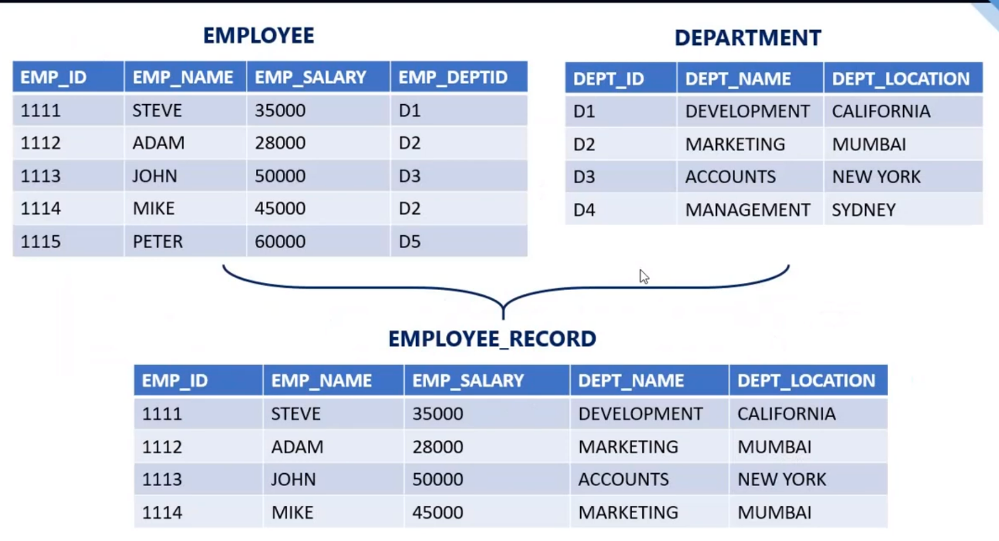 EMPLOYEE
EMP_ID EMP_NAME EMP_SALARY EMP_DEPTID
1111 STEVE 35000 D1
1112 ADAM 28000 D2
1113 JOHN 50000 D3
1114 MIKE 45000 D2
1115 PETER 60000 D5
DEPARTMENT
DEPT_ID DEPT_NAME DEPT_LOCATION
D1 DEVELOPMENT CALIFORNIA
D2 MARKETING MUMBAI
D3 ACCOUNTS NEW YORK
D4 MANAGEMENT SYDNEY
EMPLOYEE_RECORD
EMP_ID EMP_NAME EMP_SALARY DEPT_NAME DEPT_LOCATION
1111 STEVE 35000 DEVELOPMENT CALIFORNIA
1112 ADAM 28000 MARKETING MUMBAI
1113 JOHN 50000 ACCOUNTS NEW YORK
1114 MIKE 45000 MARKETING MUMBAI